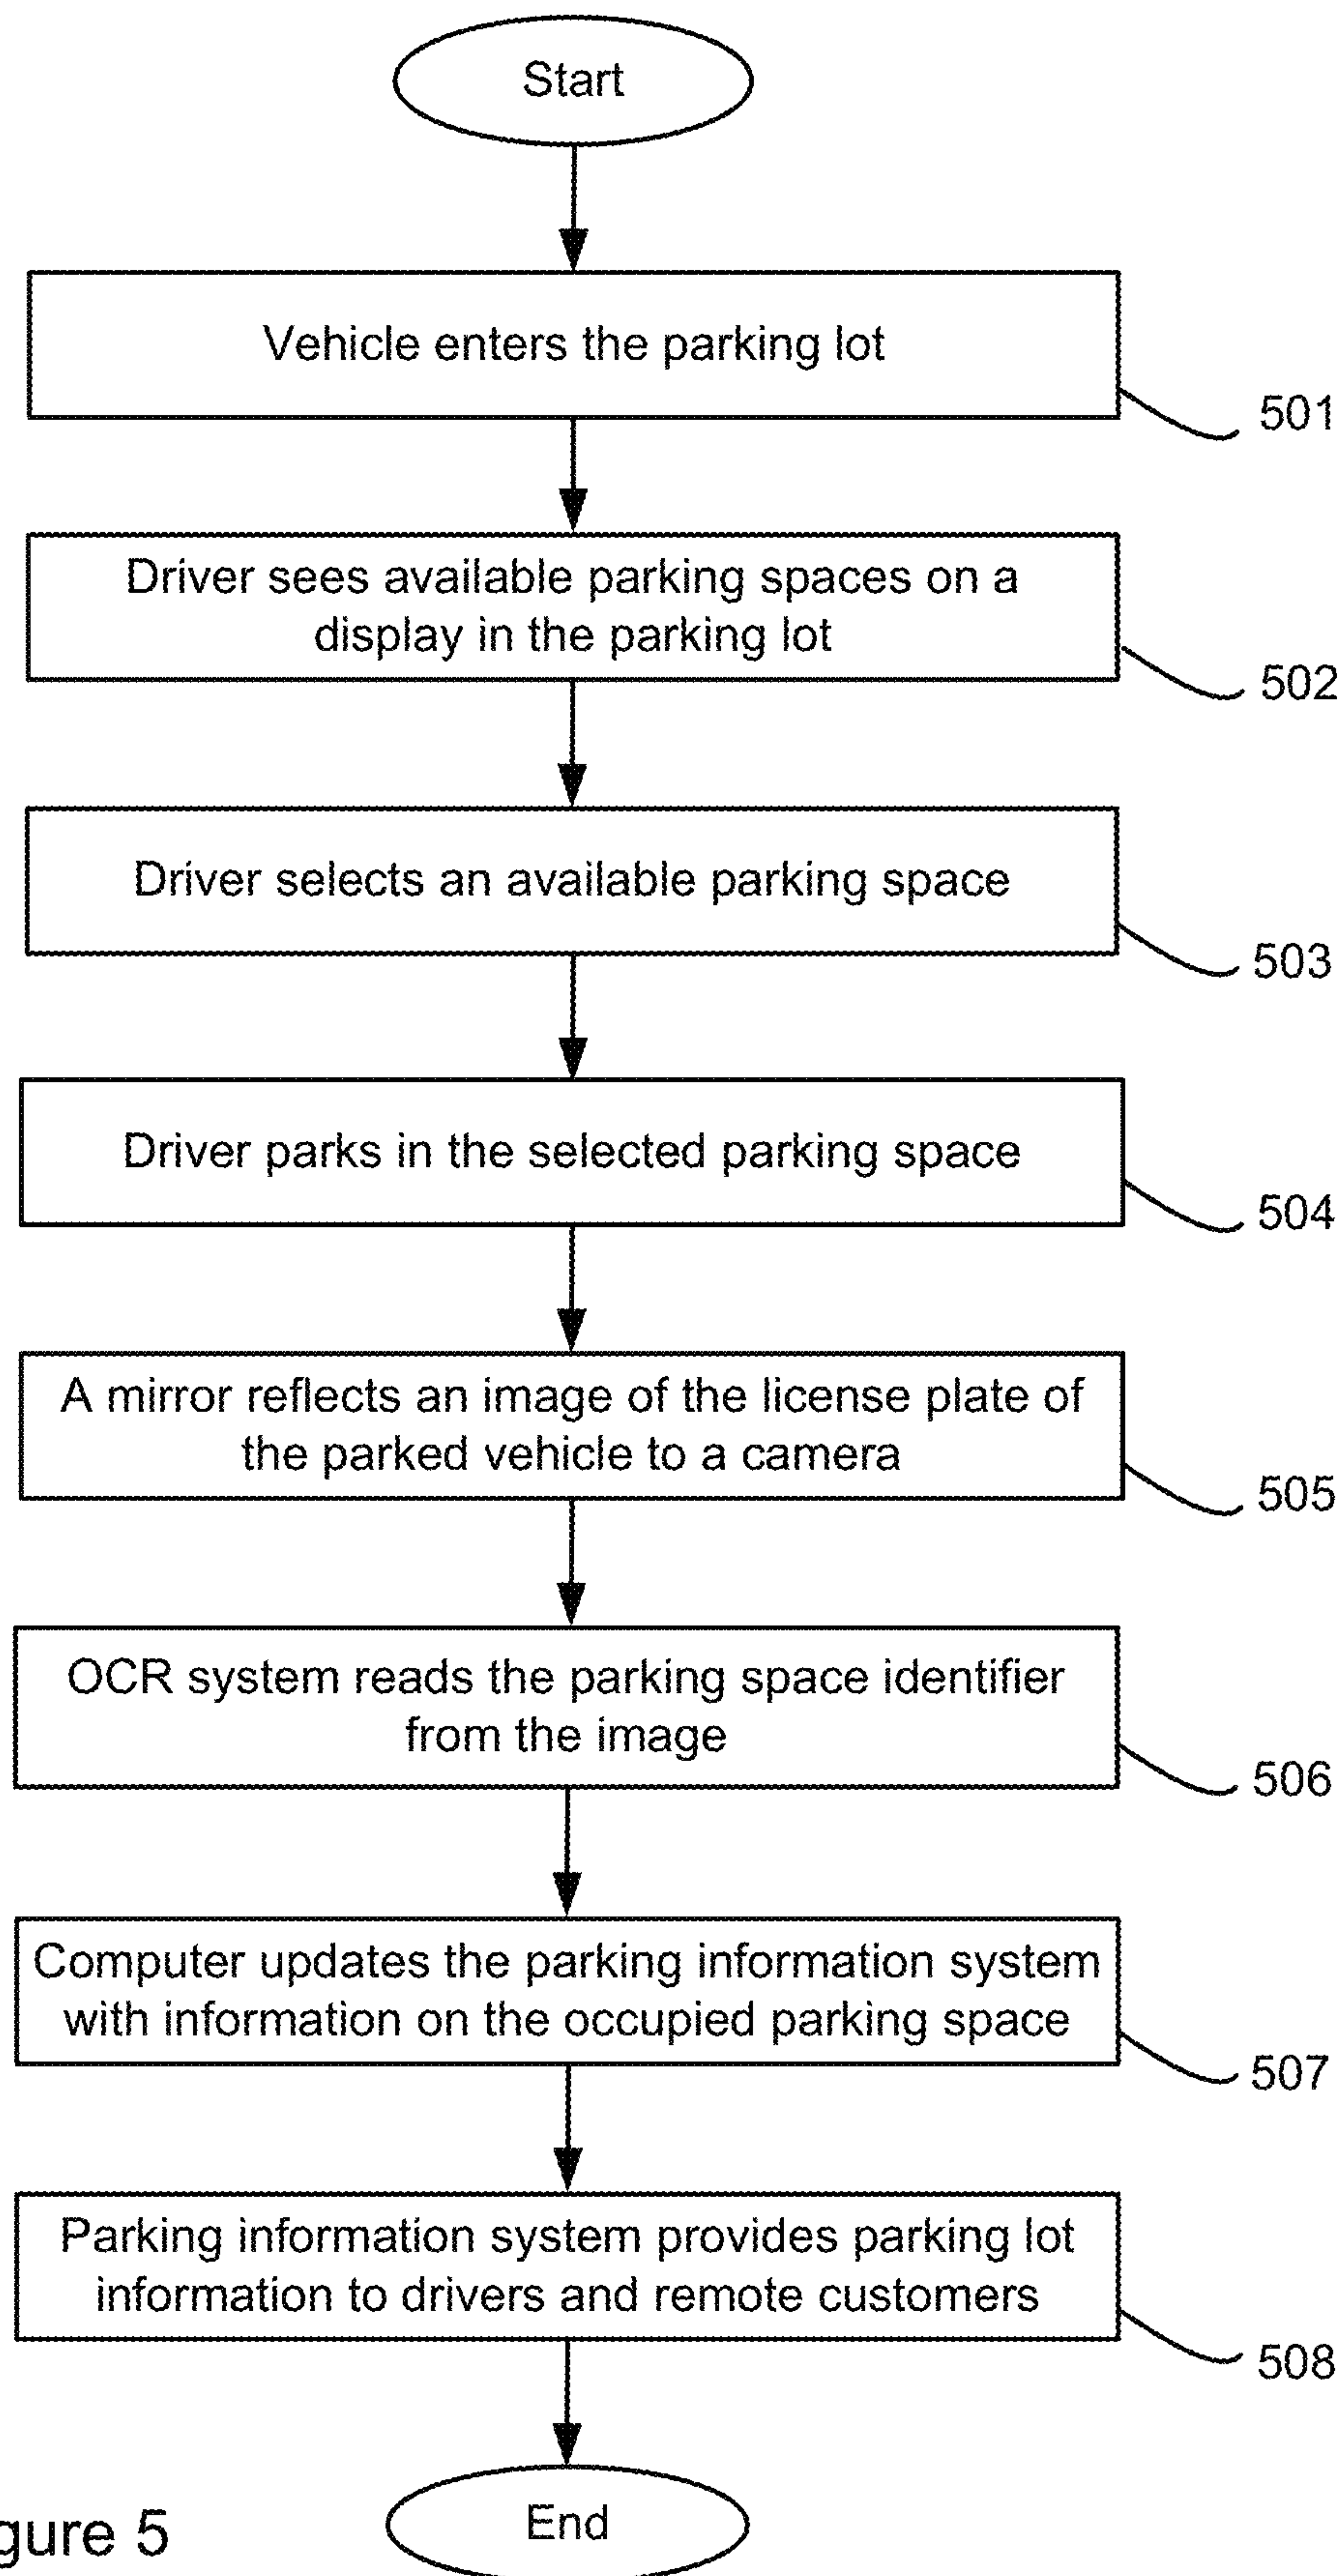 Start
Vehicle enters the parking lot
501
Driver sees available parking spaces on a
display in the parking lot
502
Driver selects an available parking space
503
Driver parks in the selected parking space
504
A mirror reflects an image of the license plate of
the parked vehicle to a camera
505
OCR system reads the parking space identifier
from the image
506
Computer updates the parking information system
with information on the occupied parking space
507
Parking information system provides parking lot
information to drivers and remote customers
508
End
gure 5